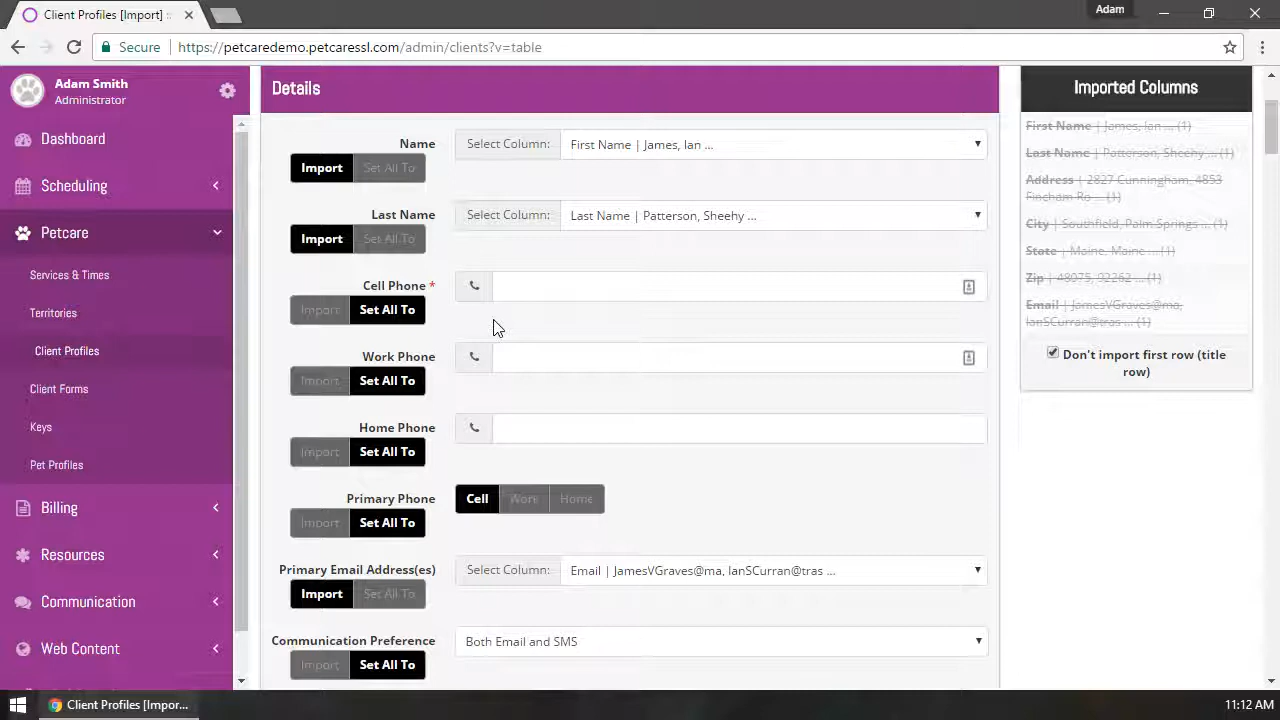 Client Profiles [Import] ::
Adam
Secure
https://petcaredemo.petcaressl.com/admin/clients?v=table
Adam Smith
Administrator
Dashboard
Scheduling
Petcare
Services & Times
Territories
Client Profiles
Client Forms
Keys
Pet Profiles
Billing
Resources
Communication
Web Content
Details
Name
Import Set All To
Select Column: First Name | James, Ian ...
Last Name
Import Set All To
Select Column: Last Name | Patterson, Sheehy ...
Cell Phone *
Import Set All To
Work Phone
Import Set All To
Home Phone
Import Set All To
Primary Phone
Import Set All To
Cell Work Home
Primary Email Address(es)
Import Set All To
Select Column: Email | JamesVGraves@ma, IanSCurran@tras ...
Communication Preference
Import Set All To
Both Email and SMS
Imported Columns
First Name | James, Ian ... (1)
Last Name | Patterson, Sheehy ... (1)
Address | 2827 Cunningham, 4853
Fincham Ro ... (1)
City | Southfield, Palm Springs ... (1)
State | Maine, Maine ... (1)
Zip | 48075, 92262 ... (1)
Email | JamesVGraves@ma,
IanSCurran@tras ... (1)
Don't import first row (title
row)
Client Profiles [Impor...
11:12 AM